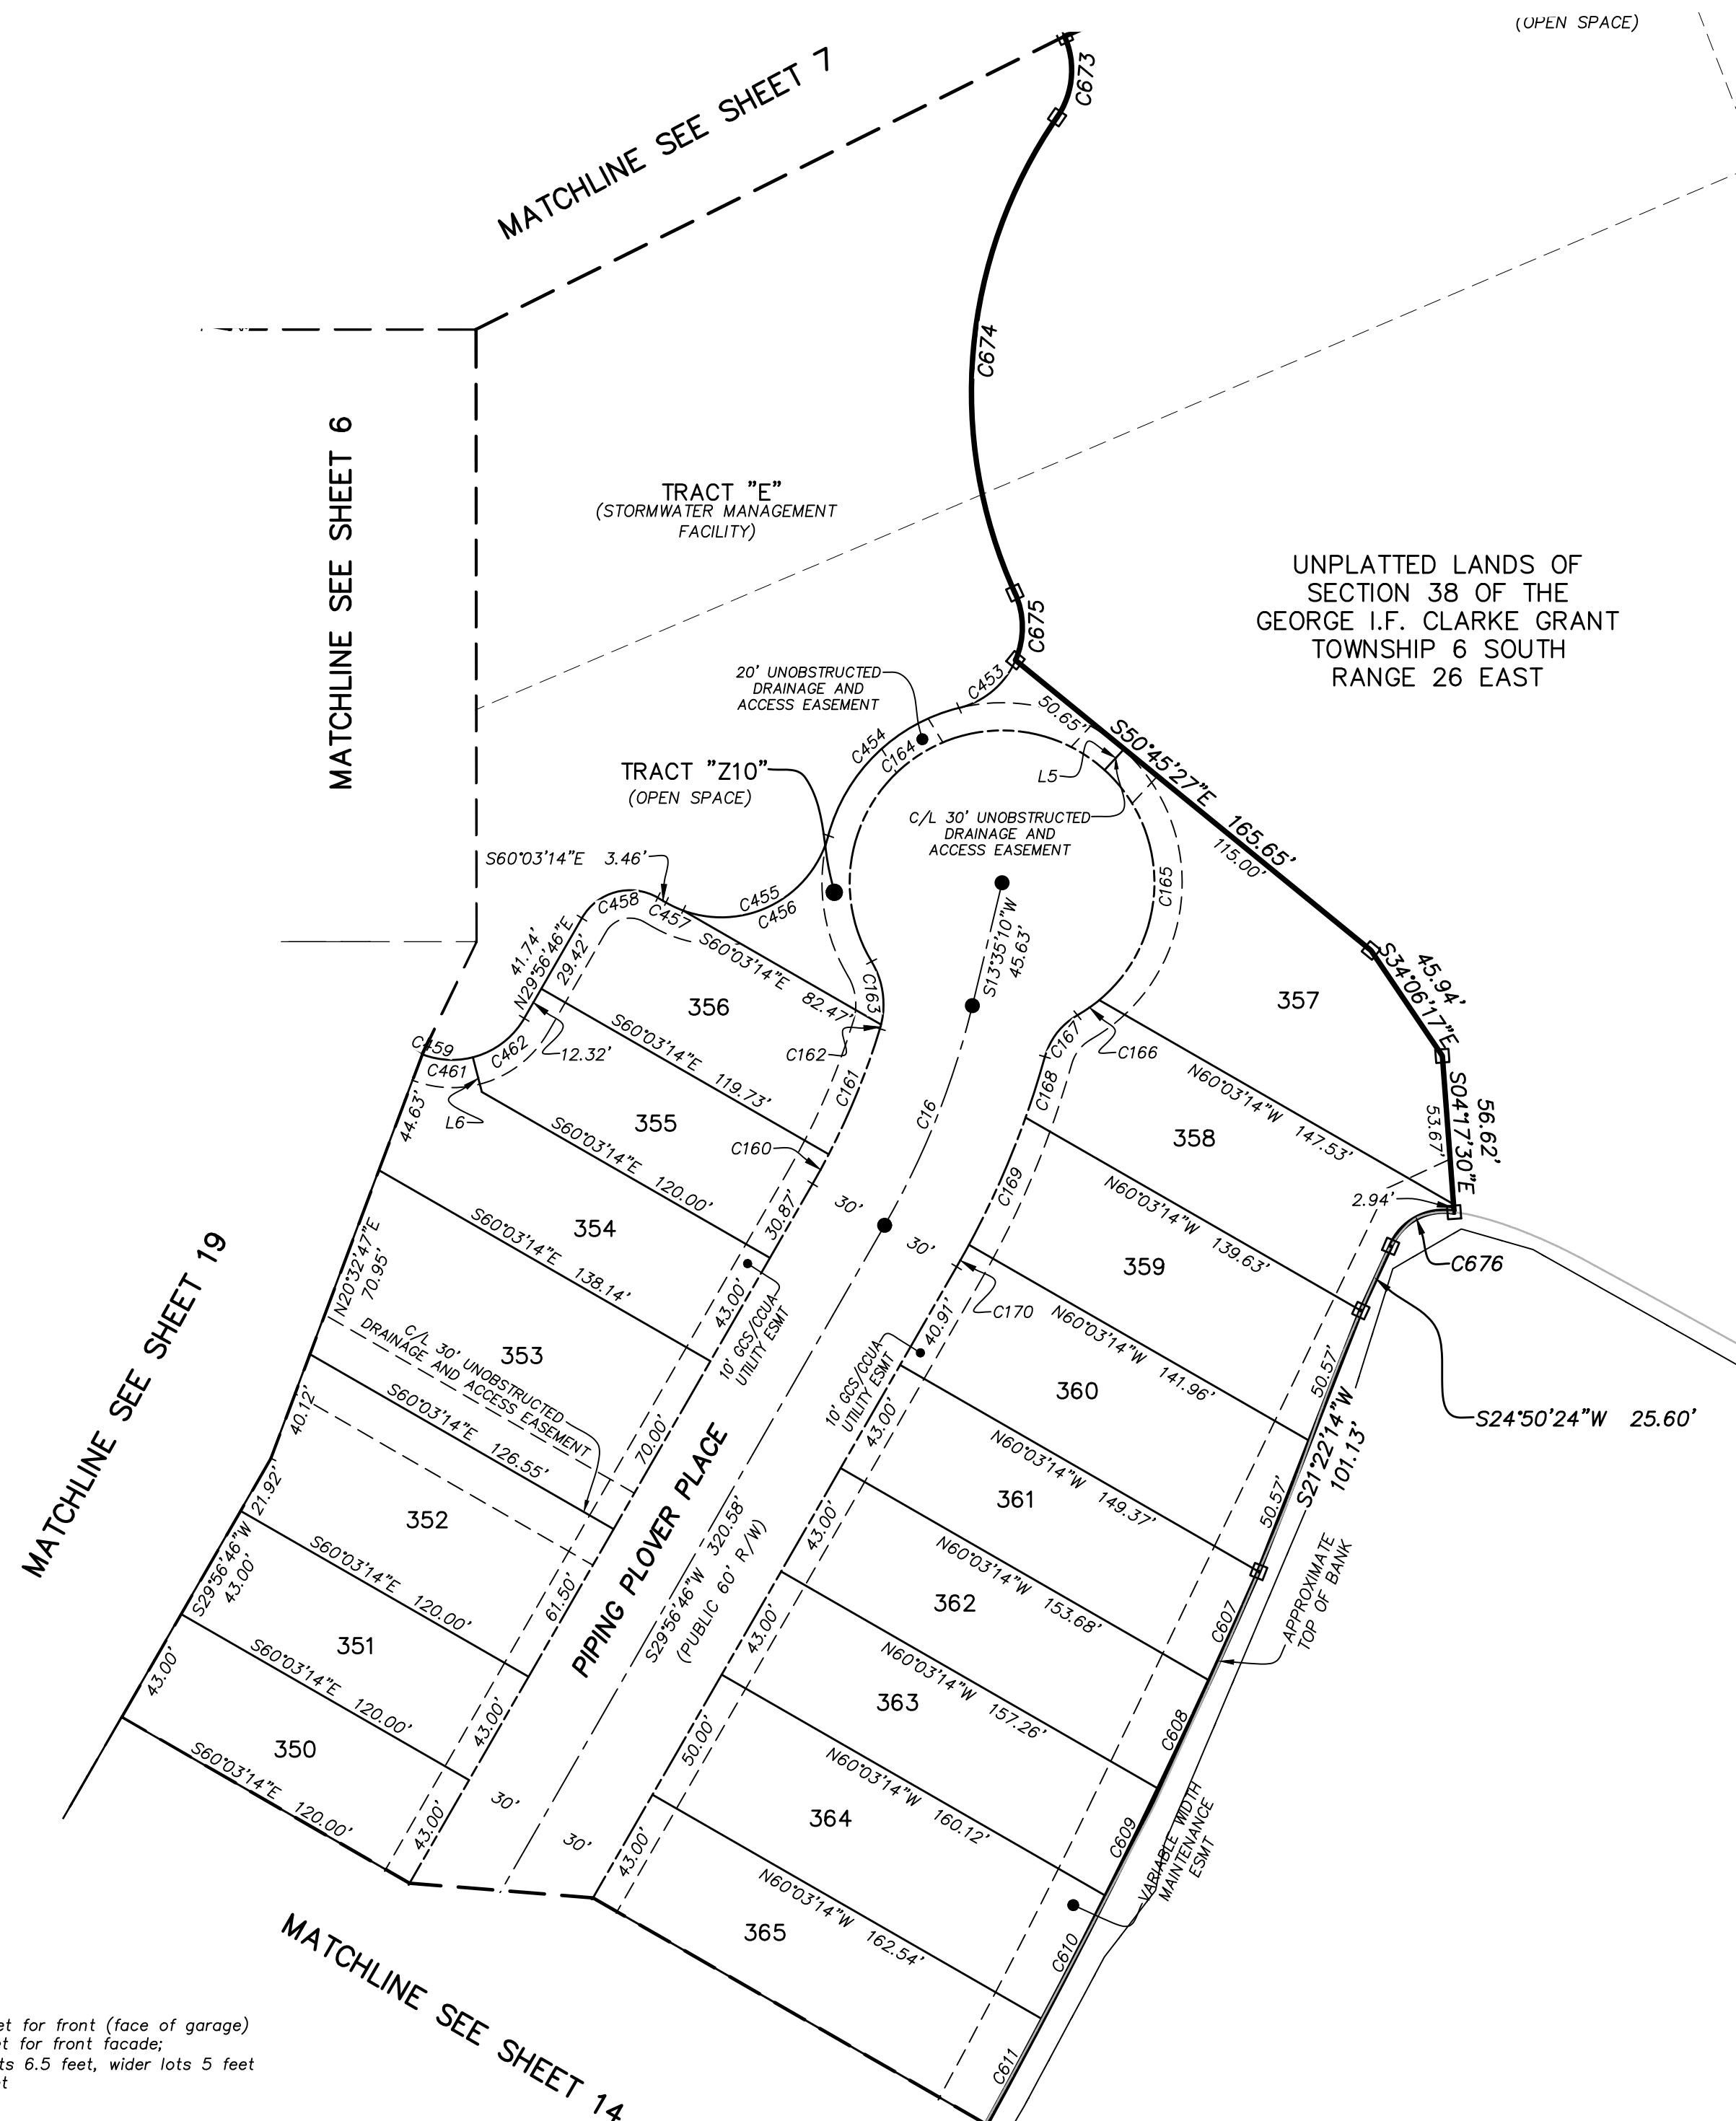 (OPEN SPACE)
C673
MATCHLINE SEE SHEET 7
C674
MATCHLINE SEE SHEET 6
TRACT "E"
(STORMWATER MANAGEMENT
FACILITY)
UNPLATTED LANDS OF
SECTION 38 OF THE
GEORGE I.F. CLARKE GRANT
TOWNSHIP 6 SOUTH
RANGE 26 EAST
C675
20' UNOBSTRUCTED
DRAINAGE AND
ACCESS EASEMENT
C453
50.65'
S50°45'27"E 165.65'
115.00'
C454
C164
L5
TRACT "Z10"
(OPEN SPACE)
C/L 30' UNOBSTRUCTED
DRAINAGE AND
ACCESS EASEMENT
S60°03'14"E 3.46'
C458
C457
C455
C456
C165
41.74'
N29°56'46"E
29.42'
S60°03'14"E 82.47'
356
C163
S13°35'10"W
45.63'
357
45.94'
S34°06'17"E
C459
C461
C462
12.32'
S60°03'14"E 119.73'
C162
C161
C167
C166
C168
C16
N60°03'14"W 147.53'
56.62'
S04°17'30"E
53.67'
44.63'
L6
355
358
S60°03'14"E 120.00'
C160
30.87'
30'
30'
C169
N60°03'14"W 139.63'
2.94'
C676
354
359
N20°32'47"E
70.95'
S60°03'14"E 138.14'
43.00'
10' GCS/CCUA
UTILITY ESMT
C170
40.91'
N60°03'14"W 141.96'
S24°50'24"W 25.60'
MATCHLINE SEE SHEET 19
353
C/L 30' UNOBSTRUCTED
DRAINAGE AND ACCESS EASEMENT
10' GCS/CCUA
UTILITY ESMT
360
50.57'
S21°22'14"W
101.13'
50.57'
40.12'
S60°03'14"E 126.55'
70.00'
43.00'
N60°03'14"W 149.37'
21.92'
352
361
PIPING PLOVER PLACE
S29°56'46"W 320.58'
(PUBLIC 60' R/W)
43.00'
N60°03'14"W 153.68'
APPROXIMATE
TOP OF BANK
S29°56'46"W
43.00'
S60°03'14"E 120.00'
61.50'
362
C607
351
43.00'
N60°03'14"W 157.26'
43.00'
S60°03'14"E 120.00'
43.00'
363
C608
350
50.00'
N60°03'14"W 160.12'
S60°03'14"E 120.00'
43.00'
30'
30'
364
C609
VARIABLE WIDTH
MAINTENANCE
ESMT
43.00'
N60°03'14"W 162.54'
365
C610
C611
MATCHLINE SEE SHEET 14
et for front (face of garage)
et for front facade;
ts 6.5 feet, wider lots 5 feet
et